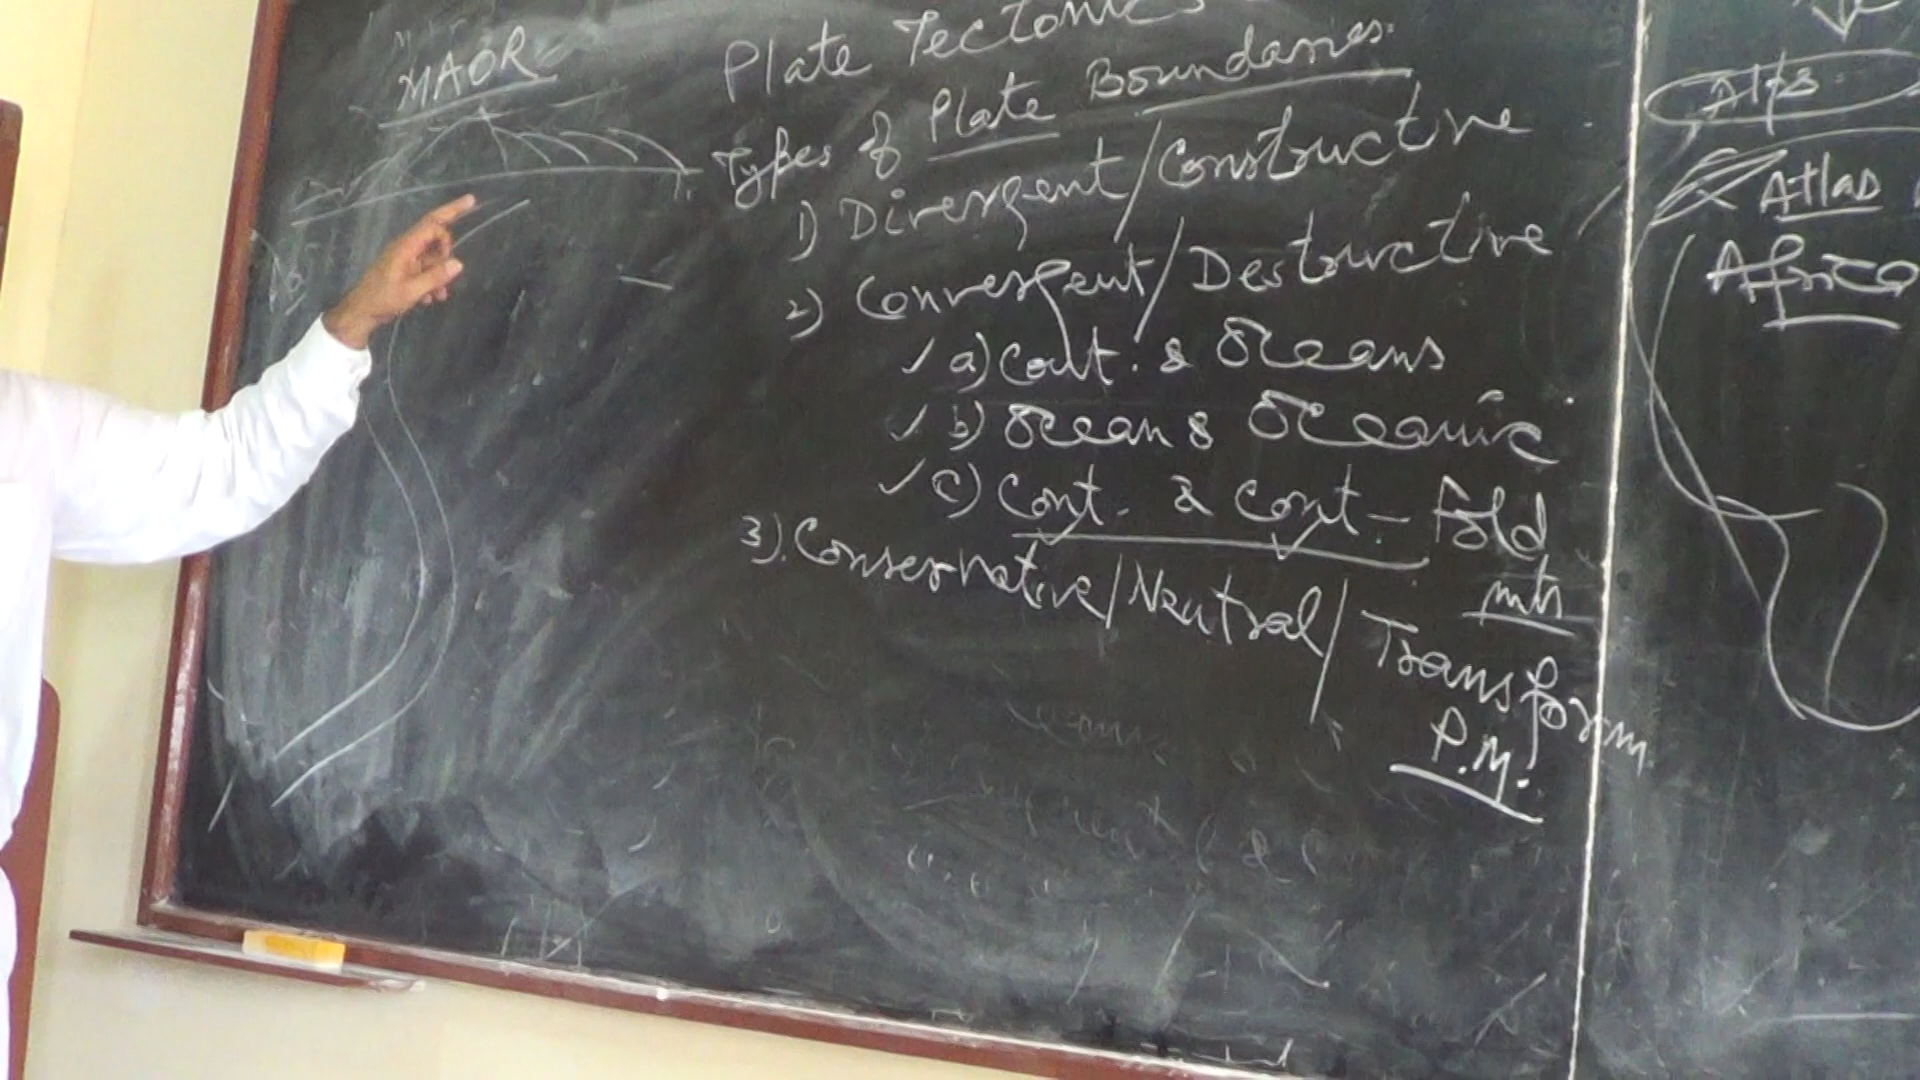 MAOR
Plate Tectonics
Types of Plate Boundaries:
1) Divergent/Constructive
2) Convergent/Destructive
✓ a) Cont. & Oceans
✓ b) Ocean & Oceanic
✓ c) Cont. & Cont - Fold
mts
3). Conservative/Neutral/Transform
P.M.
Alps
Atlas
Africa